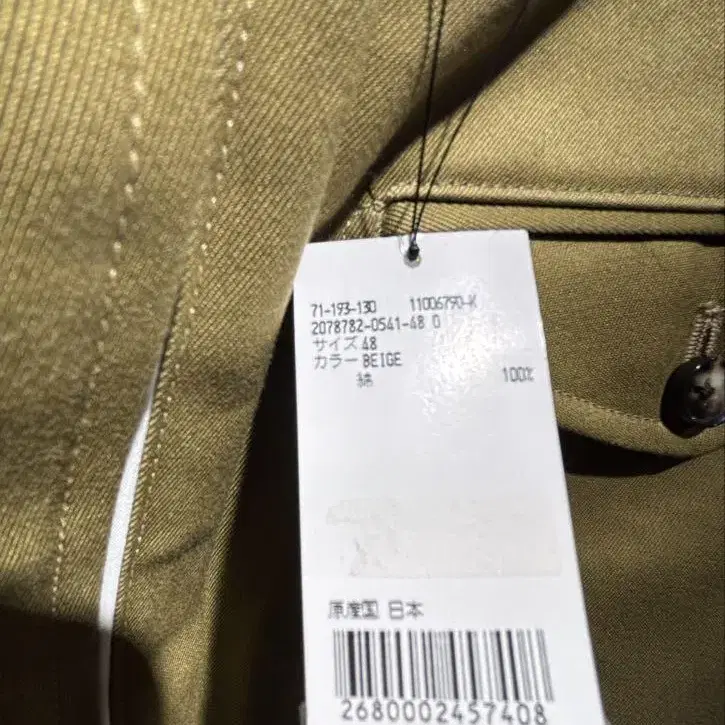 71-193-130 11006790-K
2078782-0541-48 0
サイズ 48
カラー BEIGE
綿 100%
原産国 日本
2680002457408